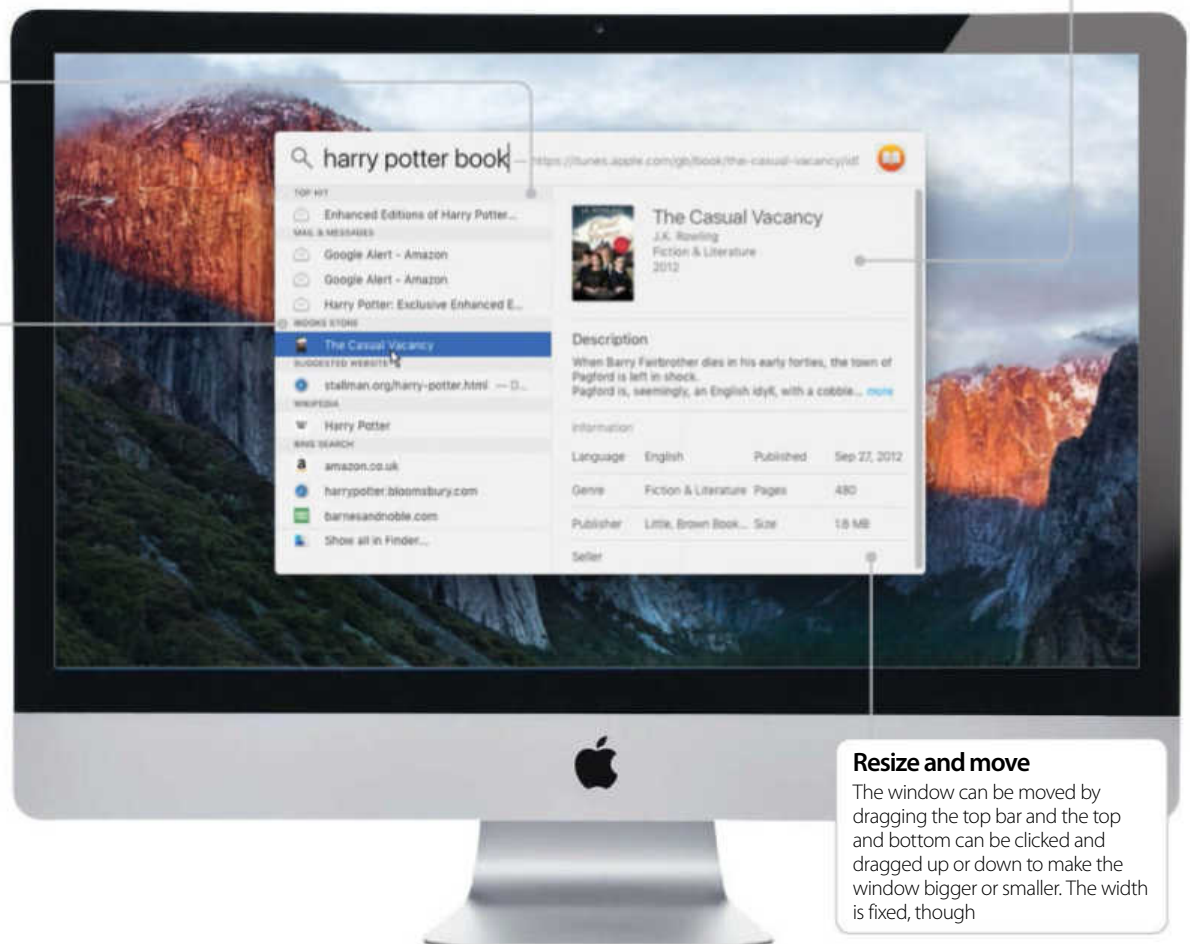 harry potter book — https://itunes.apple.com/gb/book/the-casual-vacancy/id
TOP HIT
Enhanced Editions of Harry Potter...
MAIL & MESSAGES
Google Alert - Amazon
Google Alert - Amazon
Harry Potter: Exclusive Enhanced E...
IBOOKS STORE
The Casual Vacancy
SUGGESTED WEBSITE
stallman.org/harry-potter.html — D...
WIKIPEDIA
W Harry Potter
BING SEARCH
a amazon.co.uk
harrypotter.bloomsbury.com
barnesandnoble.com
Show all in Finder...
The Casual Vacancy
J.K. Rowling
Fiction & Literature
2012
Description
When Barry Fairbrother dies in his early forties, the town of
Pagford is left in shock.
Pagford is, seemingly, an English idyll, with a cobble... more
Information
Language English Published Sep 27, 2012
Genre Fiction & Literature Pages 480
Publisher Little, Brown Book... Size 1.8 MB
Seller
Resize and move
The window can be moved by
dragging the top bar and the top
and bottom can be clicked and
dragged up or down to make the
window bigger or smaller. The width
is fixed, though